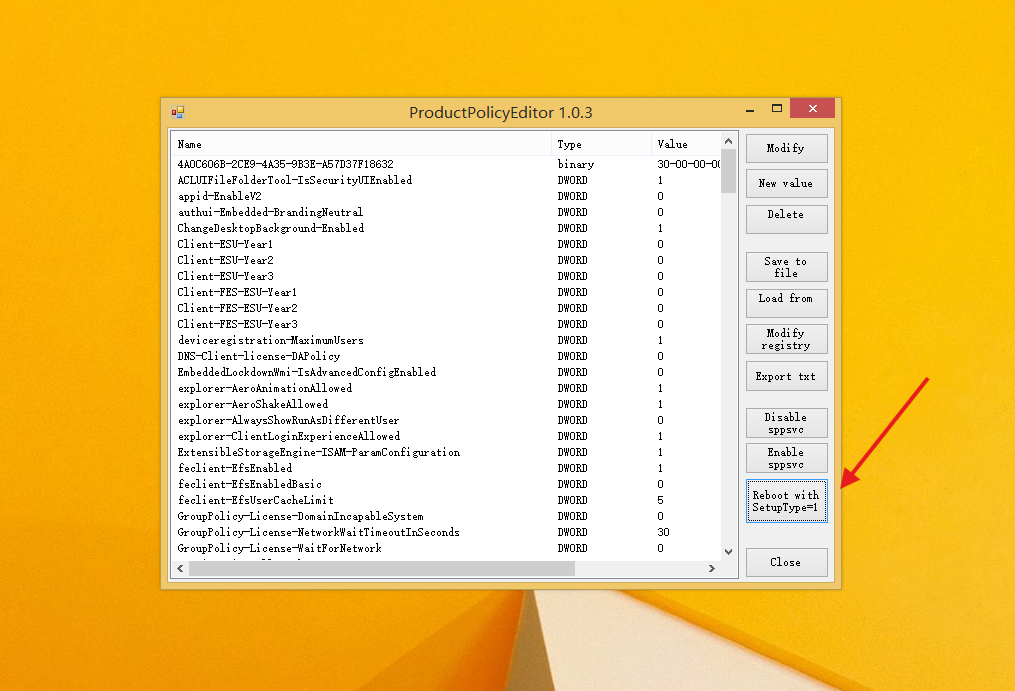 ProductPolicyEditor 1.0.3
Name Type Value
4A0C606B-2CE9-4A35-9B3E-A57D37F18632 binary 30-00-00-00
ACLUIFileFolderTool-IsSecurityUIEnabled DWORD 1
appid-EnableV2 DWORD 0
authui-Embedded-BrandingNeutral DWORD 0
ChangeDesktopBackground-Enabled DWORD 1
Client-ESU-Year1 DWORD 0
Client-ESU-Year2 DWORD 0
Client-ESU-Year3 DWORD 0
Client-FES-ESU-Year1 DWORD 0
Client-FES-ESU-Year2 DWORD 0
Client-FES-ESU-Year3 DWORD 0
deviceregistration-MaximumUsers DWORD 1
DNS-Client-license-DAPolicy DWORD 0
EmbeddedLockdownWmi-IsAdvancedConfigEnabled DWORD 0
explorer-AeroAnimationAllowed DWORD 1
explorer-AeroShakeAllowed DWORD 1
explorer-AlwaysShowRunAsDifferentUser DWORD 0
explorer-ClientLoginExperienceAllowed DWORD 1
ExtensibleStorageEngine-ISAM-ParamConfiguration DWORD 1
feclient-EfsEnabled DWORD 1
feclient-EfsEnabledBasic DWORD 0
feclient-EfsUserCacheLimit DWORD 5
GroupPolicy-License-DomainIncapableSystem DWORD 0
GroupPolicy-License-NetworkWaitTimeoutInSeconds DWORD 30
GroupPolicy-License-WaitForNetwork DWORD 0
Modify
New value
Delete
Save to
file
Load from
Modify
registry
Export txt
Disable
sppsvc
Enable
sppsvc
Reboot with
SetupType=1
Close